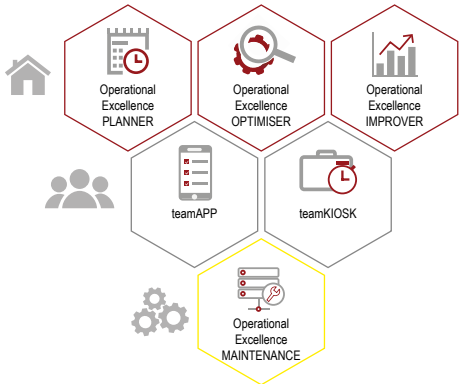 Operational
Excellence
PLANNER
Operational
Excellence
OPTIMISER
Operational
Excellence
IMPROVER
teamAPP
teamKIOSK
Operational
Excellence
MAINTENANCE